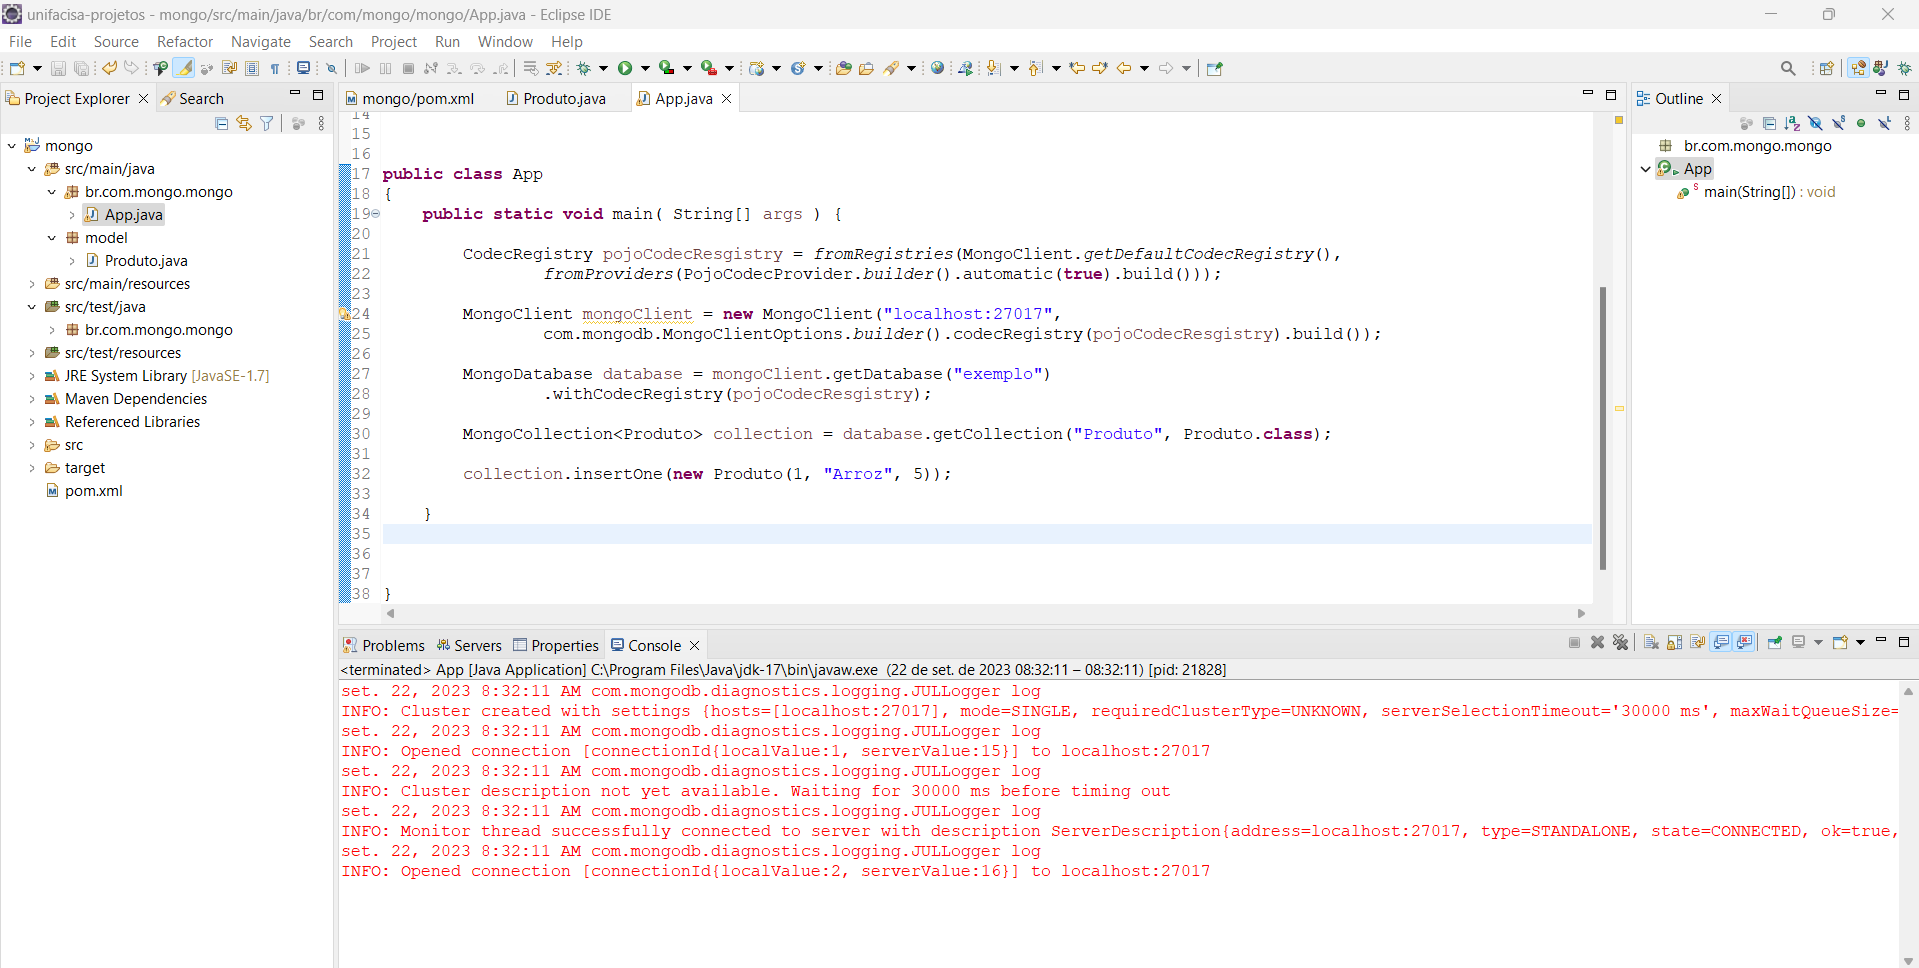 unifacisa-projetos - mongo/src/main/java/br/com/mongo/mongo/App.java - Eclipse IDE
File Edit Source Refactor Navigate Search Project Run Window Help
Project Explorer Search
mongo/pom.xml Produto.java App.java
Outline
mongo
src/main/java
br.com.mongo.mongo
App.java
model
Produto.java
src/main/resources
src/test/java
br.com.mongo.mongo
src/test/resources
JRE System Library [JavaSE-1.7]
Maven Dependencies
Referenced Libraries
src
target
pom.xml
14
15
16
17 public class App
18 {
19 public static void main( String[] args ) {
20
21 CodecRegistry pojoCodecResgistry = fromRegistries(MongoClient.getDefaultCodecRegistry(),
22 fromProviders(PojoCodecProvider.builder().automatic(true).build()));
23
24 MongoClient mongoClient = new MongoClient("localhost:27017",
25 com.mongodb.MongoClientOptions.builder().codecRegistry(pojoCodecResgistry).build());
26
27 MongoDatabase database = mongoClient.getDatabase("exemplo")
28 .withCodecRegistry(pojoCodecResgistry);
29
30 MongoCollection<Produto> collection = database.getCollection("Produto", Produto.class);
31
32 collection.insertOne(new Produto(1, "Arroz", 5));
33
34 }
35
36
37
38 }
br.com.mongo.mongo
App
main(String[]) : void
Problems Servers Properties Console
<terminated> App [Java Application] C:\Program Files\Java\jdk-17\bin\javaw.exe (22 de set. de 2023 08:32:11 – 08:32:11) [pid: 21828]
set. 22, 2023 8:32:11 AM com.mongodb.diagnostics.logging.JULLogger log
INFO: Cluster created with settings {hosts=[localhost:27017], mode=SINGLE, requiredClusterType=UNKNOWN, serverSelectionTimeout='30000 ms', maxWaitQueueSize=
set. 22, 2023 8:32:11 AM com.mongodb.diagnostics.logging.JULLogger log
INFO: Opened connection [connectionId{localValue:1, serverValue:15}] to localhost:27017
set. 22, 2023 8:32:11 AM com.mongodb.diagnostics.logging.JULLogger log
INFO: Cluster description not yet available. Waiting for 30000 ms before timing out
set. 22, 2023 8:32:11 AM com.mongodb.diagnostics.logging.JULLogger log
INFO: Monitor thread successfully connected to server with description ServerDescription{address=localhost:27017, type=STANDALONE, state=CONNECTED, ok=true,
set. 22, 2023 8:32:11 AM com.mongodb.diagnostics.logging.JULLogger log
INFO: Opened connection [connectionId{localValue:2, serverValue:16}] to localhost:27017